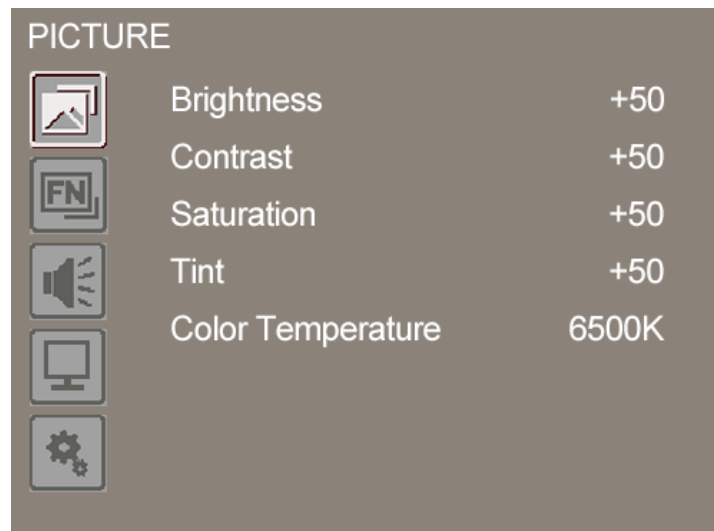 PICTURE
Brightness +50
Contrast +50
FN
Saturation +50
Tint +50
Color Temperature 6500K